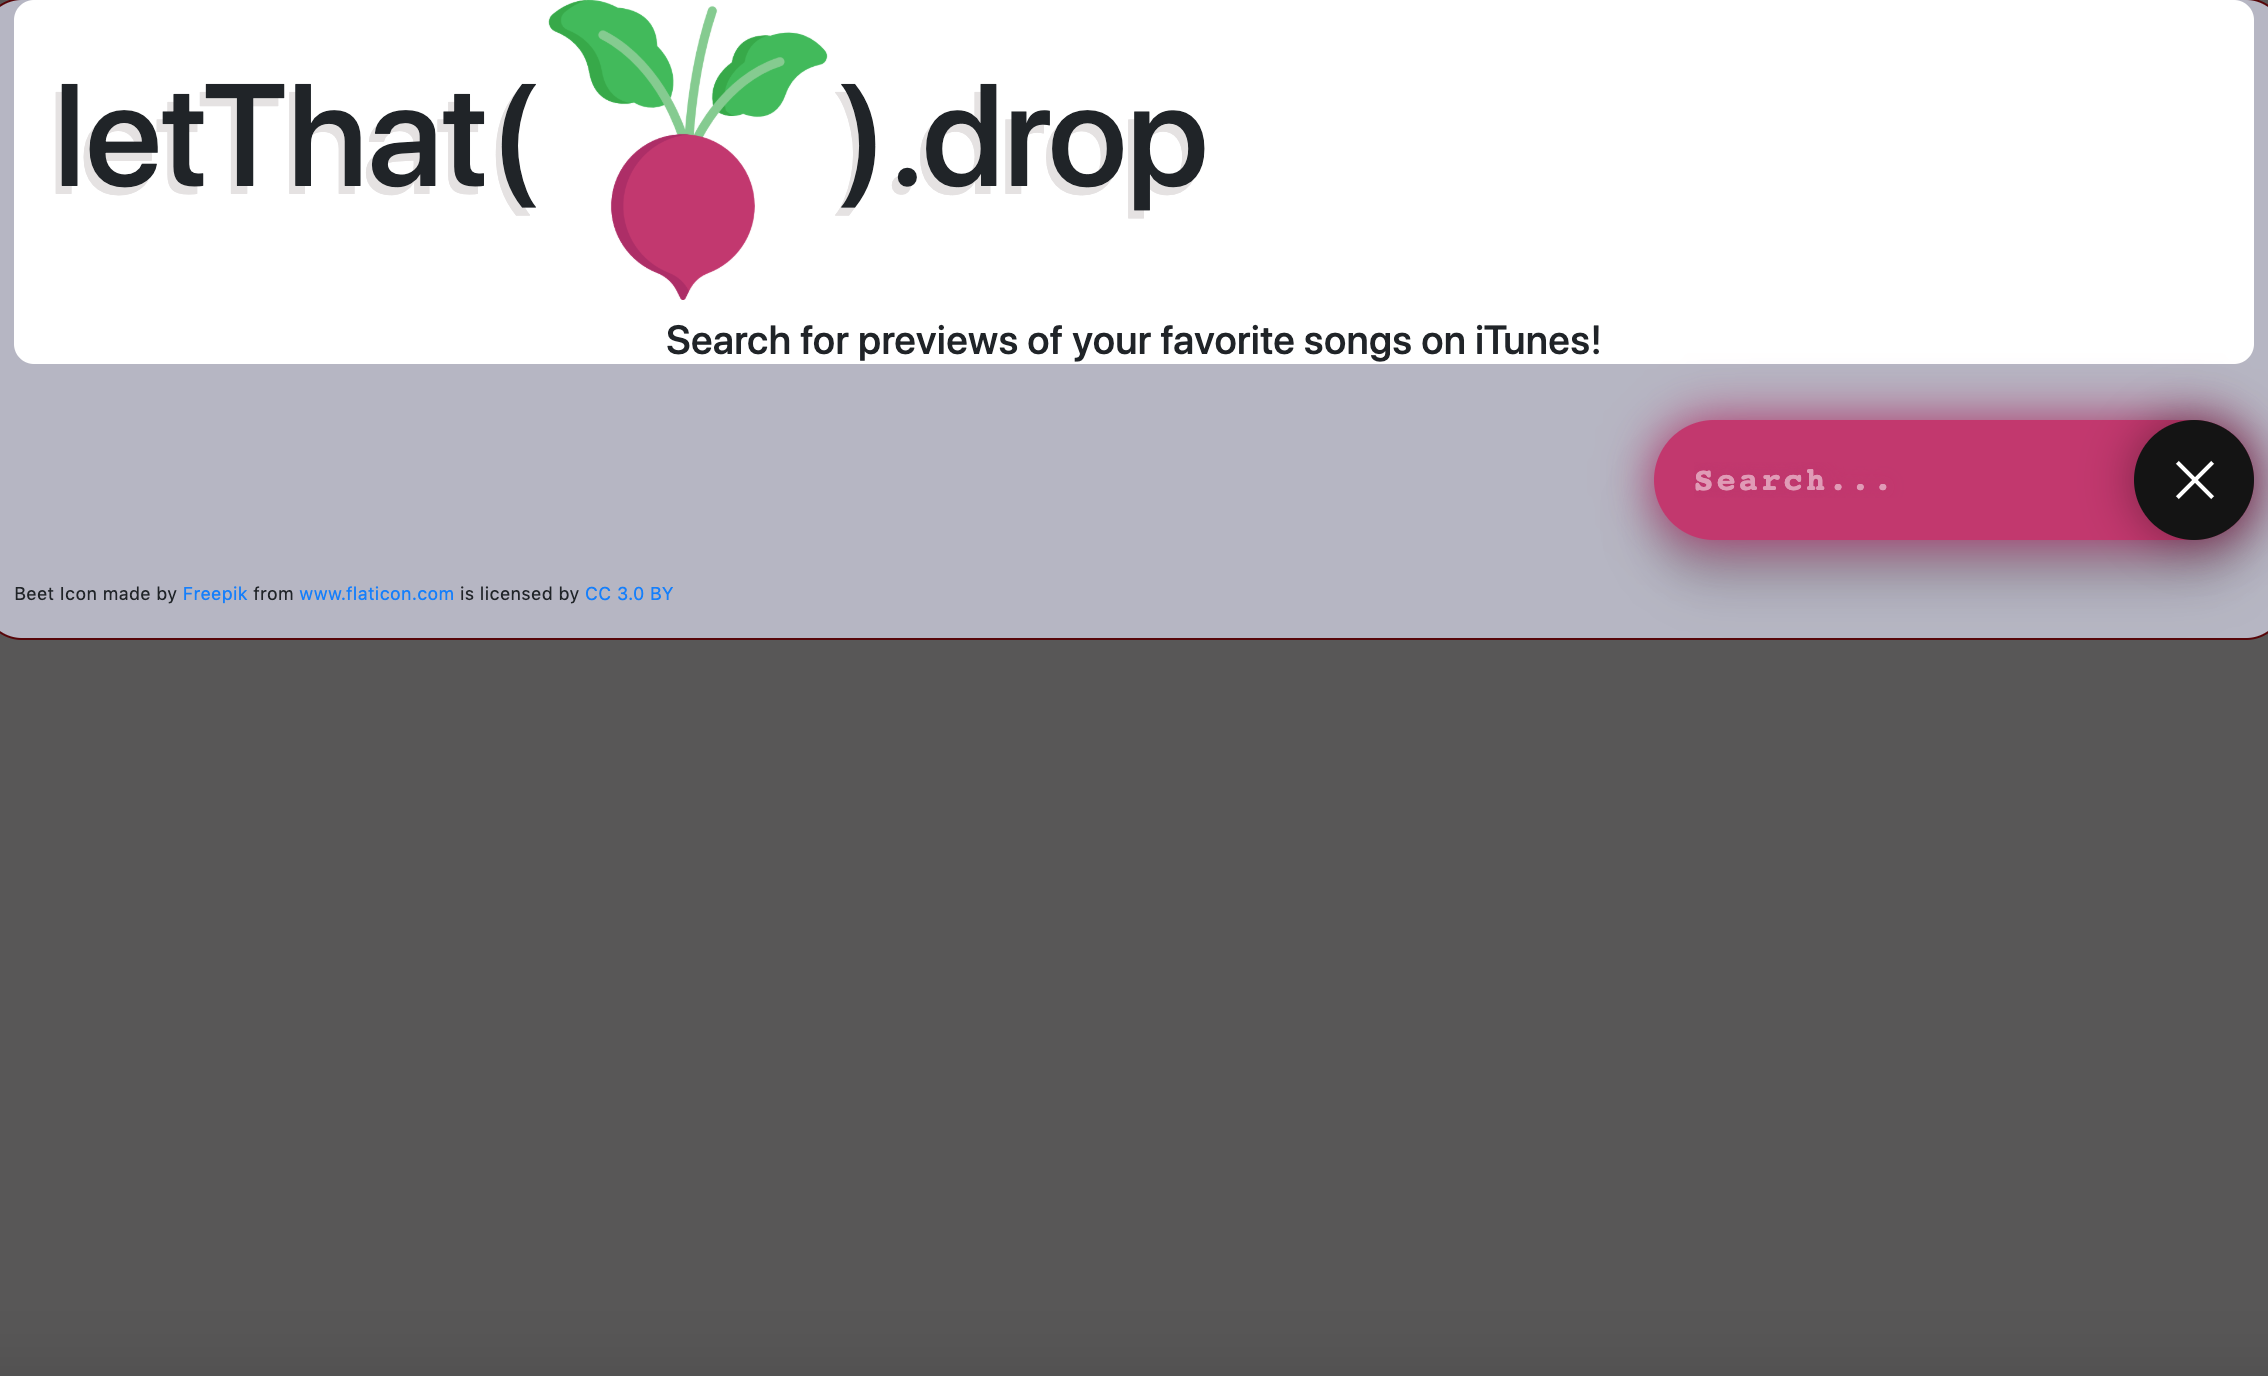 letThat( ).drop
Search for previews of your favorite songs on iTunes!
Search...
Beet Icon made by Freepik from www.flaticon.com is licensed by CC 3.0 BY